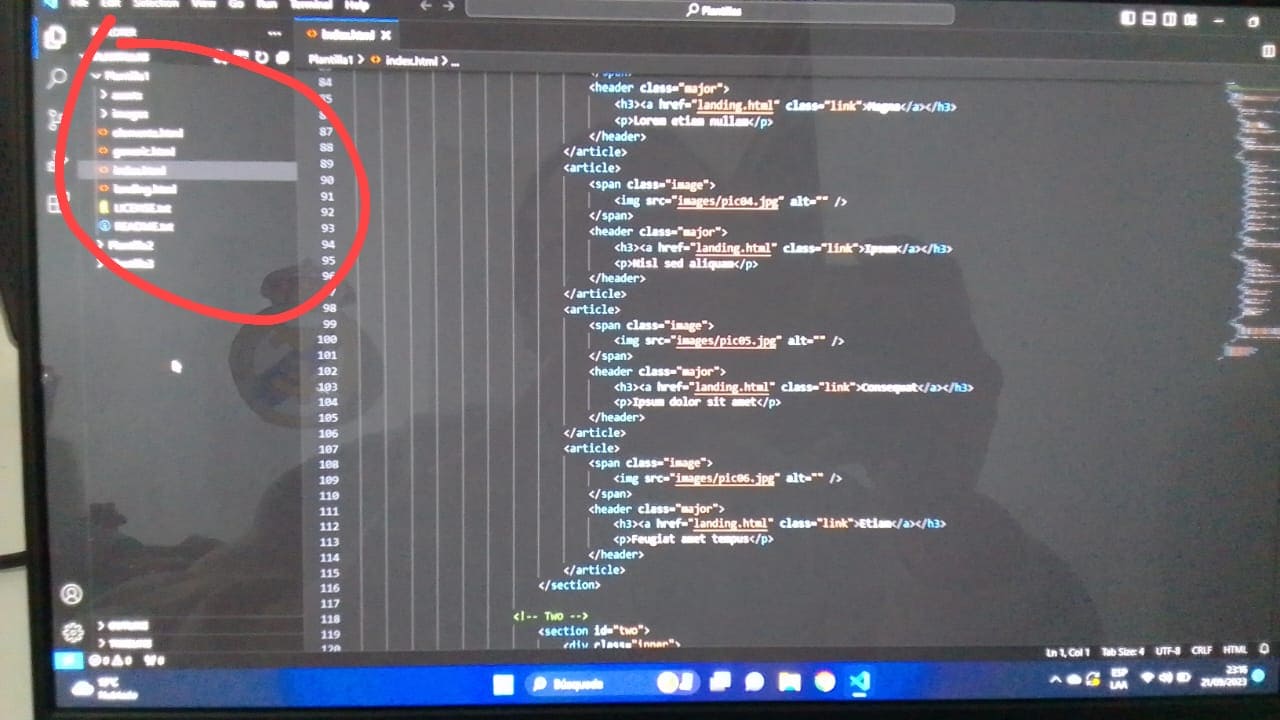 File Edit Selection View Go Run Terminal Help
Plantillas
index.html
Plantilla1 > index.html > ...
Plantilla1
assets
images
elements.html
generic.html
index.html
landing.html
LICENSE.txt
README.txt
Plantilla2
Plantilla3
84 <header class="major">
85 <h3><a href="landing.html" class="link">Magna</a></h3>
<p>Lorem etiam nullam</p>
87 </header>
88 </article>
89 <article>
90 <span class="image">
91 <img src="images/pic04.jpg" alt="" />
92 </span>
93 <header class="major">
94 <h3><a href="landing.html" class="link">Ipsum</a></h3>
95 <p>Nisl sed aliquam</p>
96 </header>
</article>
98 <article>
99 <span class="image">
100 <img src="images/pic05.jpg" alt="" />
101 </span>
102 <header class="major">
103 <h3><a href="landing.html" class="link">Consequat</a></h3>
104 <p>Ipsum dolor sit amet</p>
105 </header>
106 </article>
107 <article>
108 <span class="image">
109 <img src="images/pic06.jpg" alt="" />
110 </span>
111 <header class="major">
112 <h3><a href="landing.html" class="link">Etiam</a></h3>
113 <p>Feugiat amet tempus</p>
114 </header>
115 </article>
116 </section>
117
118 <!-- Two -->
119 <section id="two">
120 <div class="inner">
OUTLINE
TIMELINE
0 0 0
Ln 1, Col 1 Tab Size: 4 UTF-8 CRLF HTML
Nublado
Búsqueda
ESP
LAA
23:16
21/09/2023